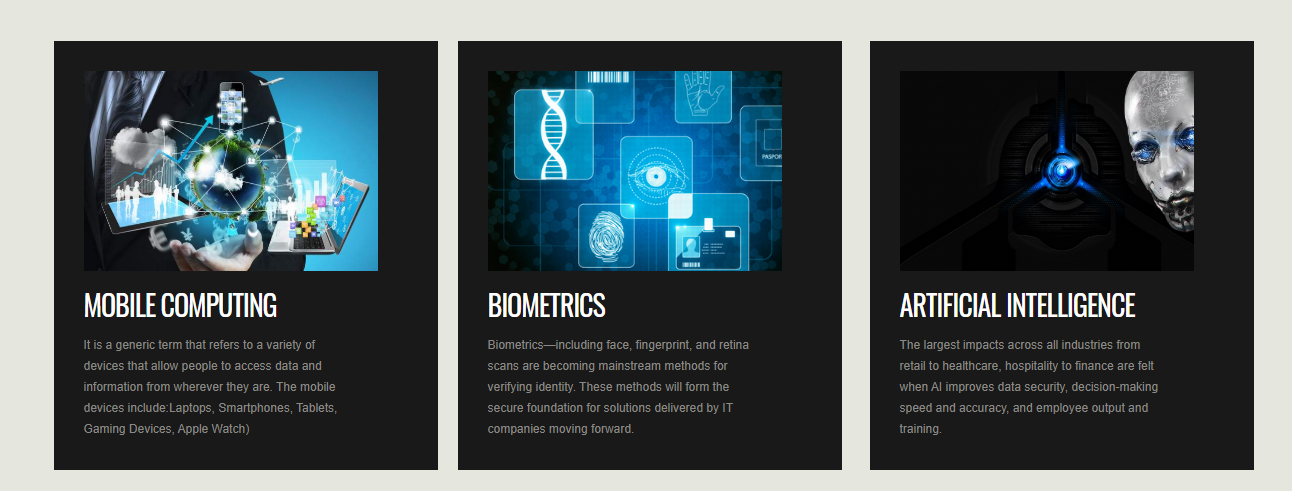 MOBILE COMPUTING
It is a generic term that refers to a variety of
devices that allow people to access data and
information from wherever they are. The mobile
devices include:Laptops, Smartphones, Tablets,
Gaming Devices, Apple Watch)
PASPOR
BIOMETRICS
Biometrics—including face, fingerprint, and retina
scans are becoming mainstream methods for
verifying identity. These methods will form the
secure foundation for solutions delivered by IT
companies moving forward.
ARTIFICIAL INTELLIGENCE
The largest impacts across all industries from
retail to healthcare, hospitality to finance are felt
when AI improves data security, decision-making
speed and accuracy, and employee output and
training.